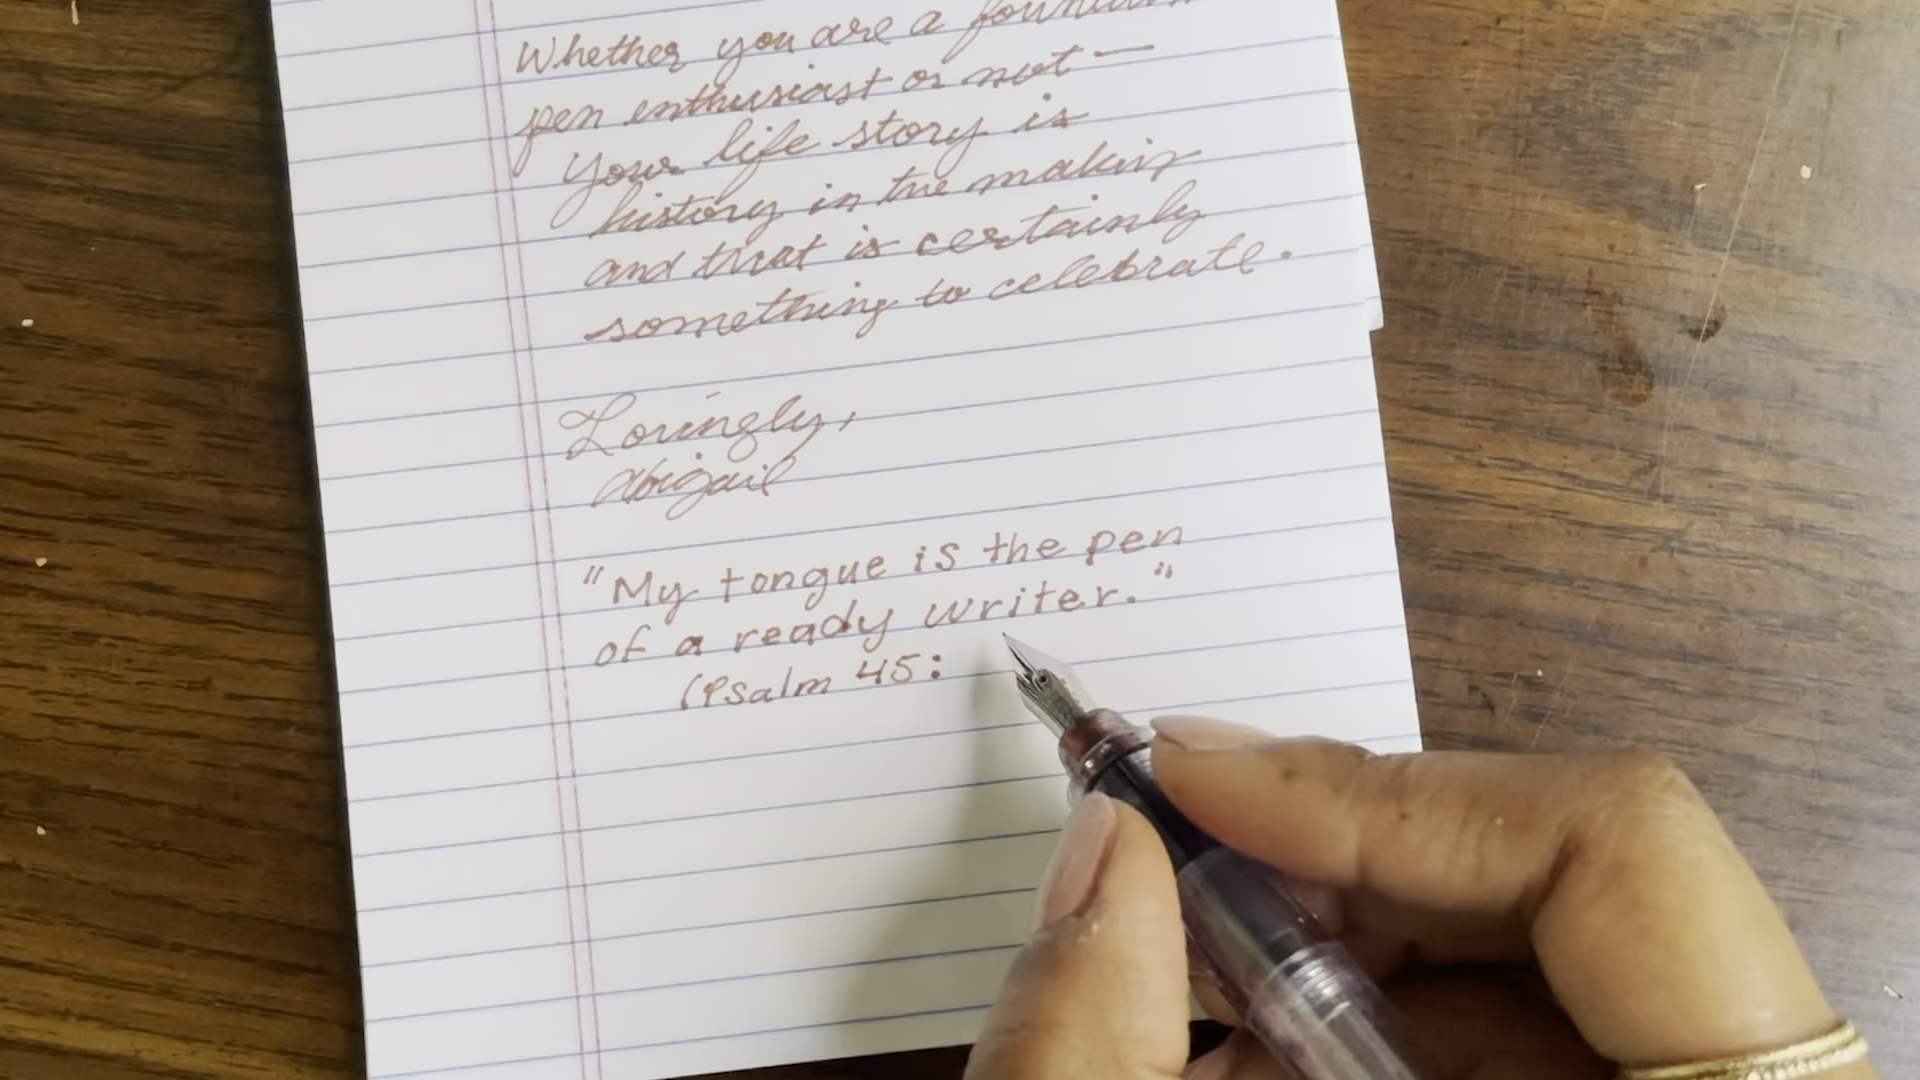 Whether you are a fountain
pen enthusiast or not —
Your life story is
history in the making
and that is certainly
something to celebrate.
Lovingly,
Abigail
"My tongue is the pen
of a ready writer."
(Psalm 45: